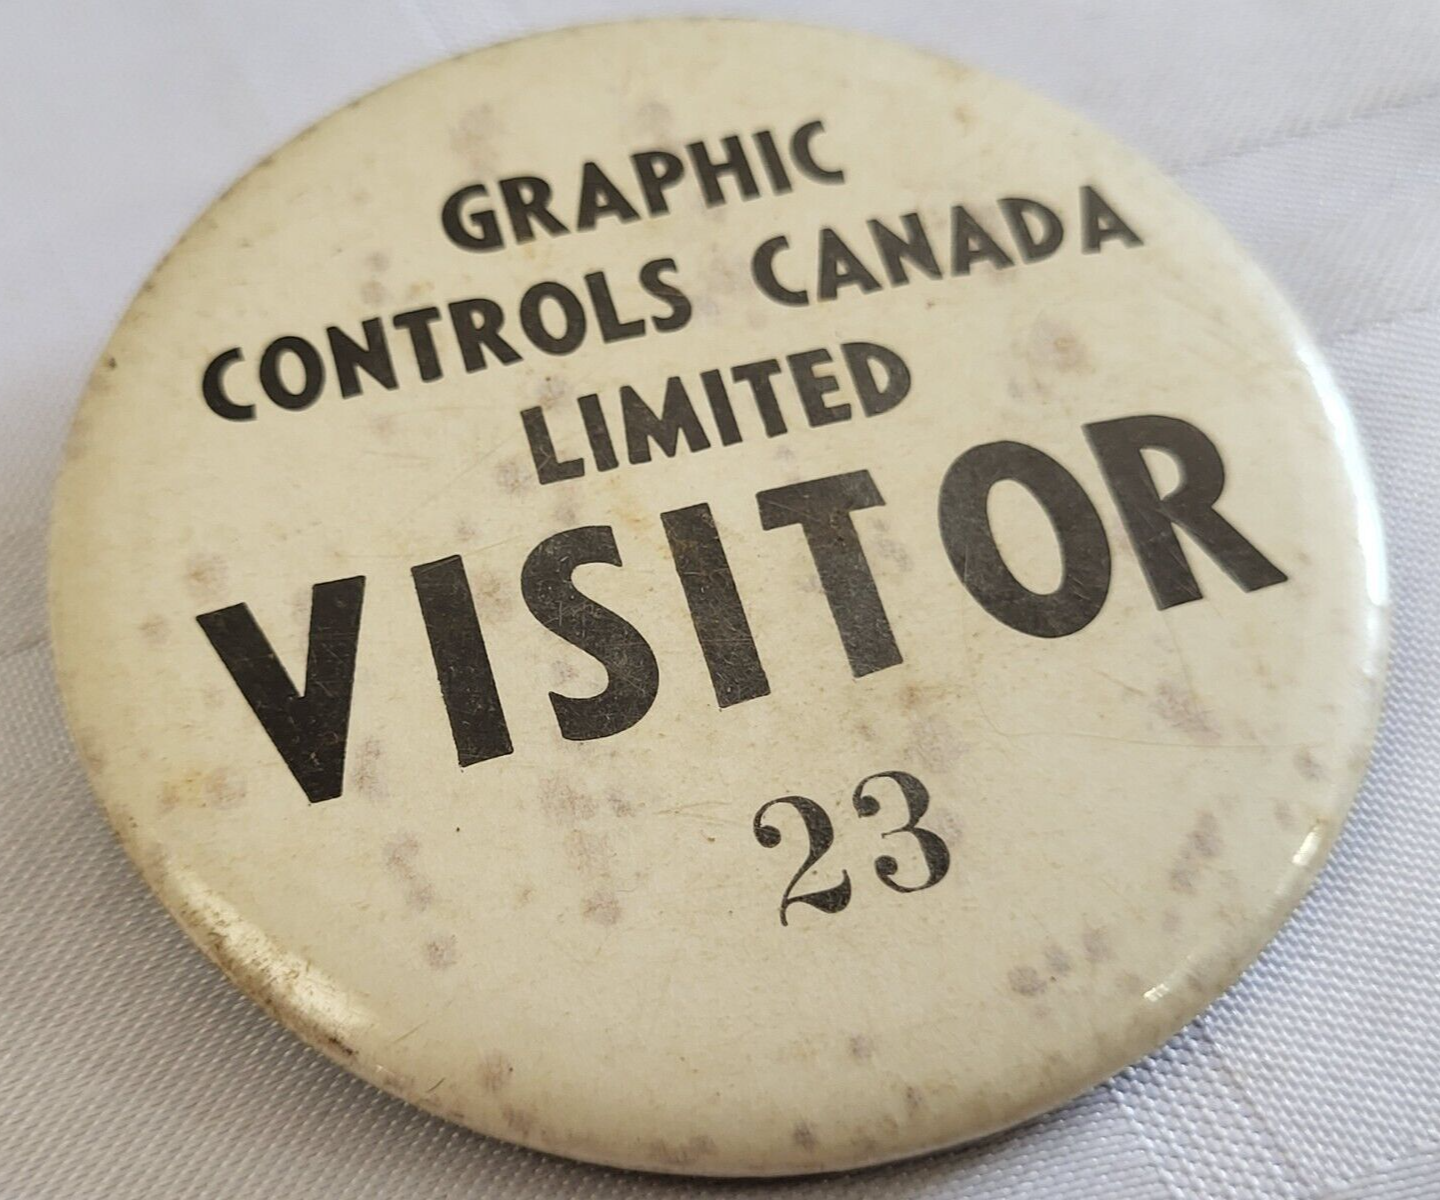 GRAPHIC
CONTROLS CANADA
LIMITED
VISITOR
23